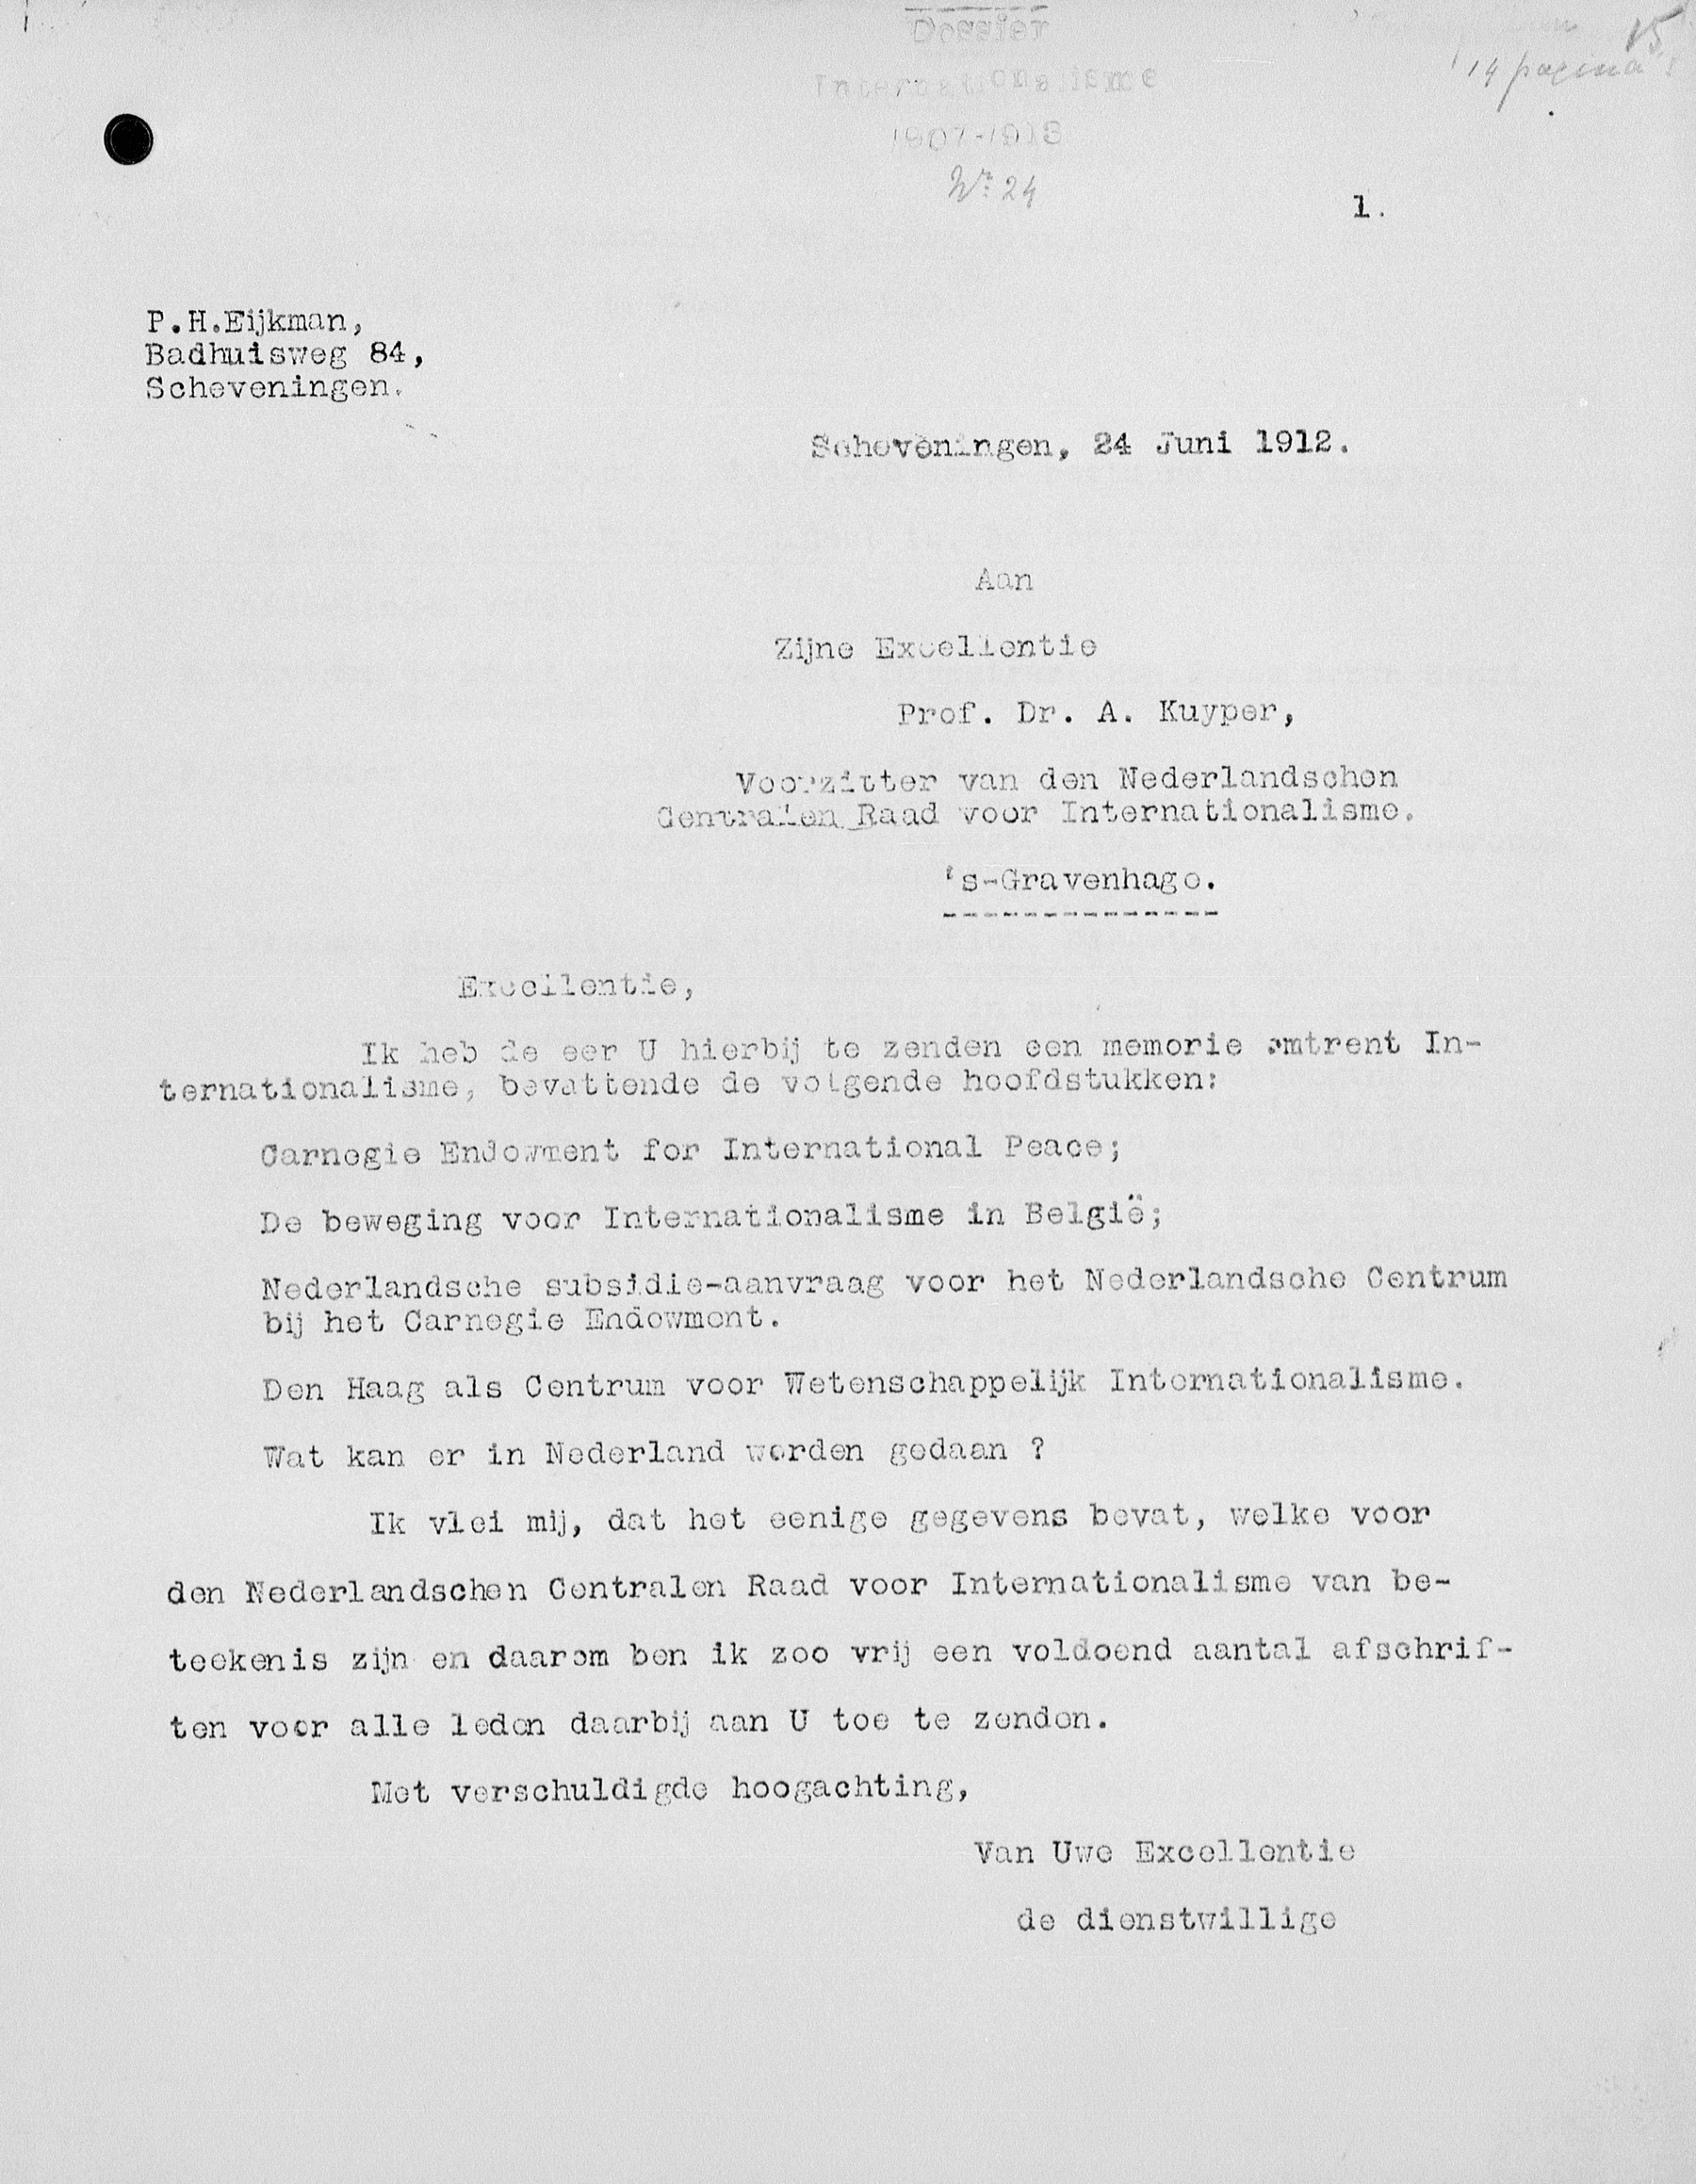 Dossier
Internationalisme
1907-1913
Nr. 24
15
14 pagina's
1.
P.H.Eijkman,
Badhuisweg 84,
Scheveningen.
Scheveningen, 24 Juni 1912.
Aan
Zijne Excellentie
Prof. Dr. A. Kuyper,
Voorzitter van den Nederlandschen
Centralen Raad voor Internationalisme.
's-Gravenhage.
Excellentie,
Ik heb de eer U hierbij te zenden een memorie omtrent In-
ternationalisme, bevattende de volgende hoofdstukken:
Carnegie Endowment for International Peace;
De beweging voor Internationalisme in België;
Nederlandsche subsidie-aanvraag voor het Nederlandsche Centrum
bij het Carnegie Endowment.
Den Haag als Centrum voor Wetenschappelijk Internationalisme.
Wat kan er in Nederland worden gedaan ?
Ik vlei mij, dat het eenige gegevens bevat, welke voor
den Nederlandschen Centralen Raad voor Internationalisme van be-
teekenis zijn en daarom ben ik zoo vrij een voldoend aantal afschrif-
ten voor alle leden daarbij aan U toe te zenden.
Met verschuldigde hoogachting,
Van Uwe Excellentie
de dienstwillige